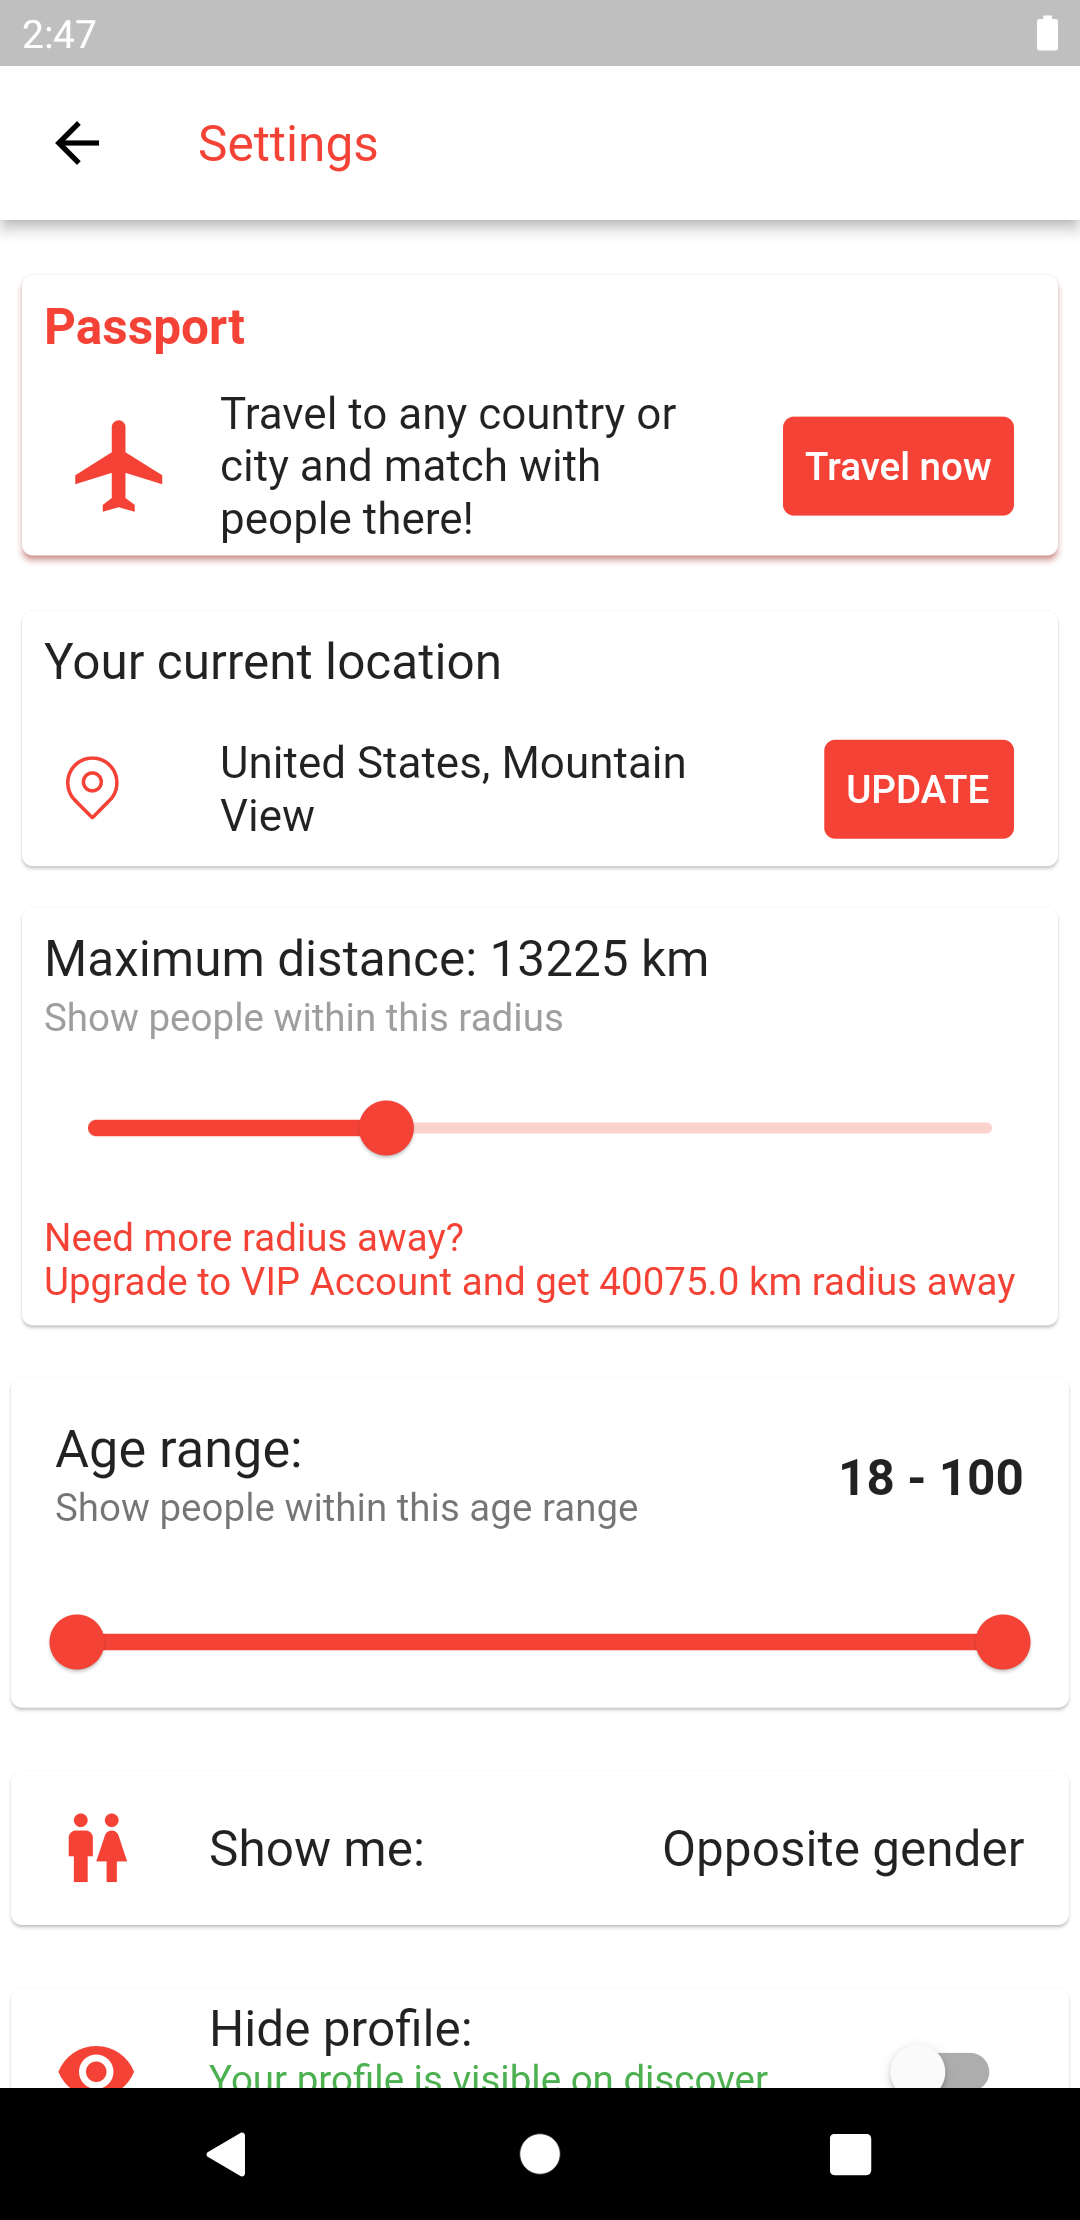 2:47
Settings
Passport
Travel to any country or
city and match with
people there!
Travel now
Your current location
United States, Mountain
View
UPDATE
Maximum distance: 13225 km
Show people within this radius
Need more radius away?
Upgrade to VIP Account and get 40075.0 km radius away
Age range:
Show people within this age range
18 - 100
Show me:
Opposite gender
Hide profile:
Your profile is visible on discover